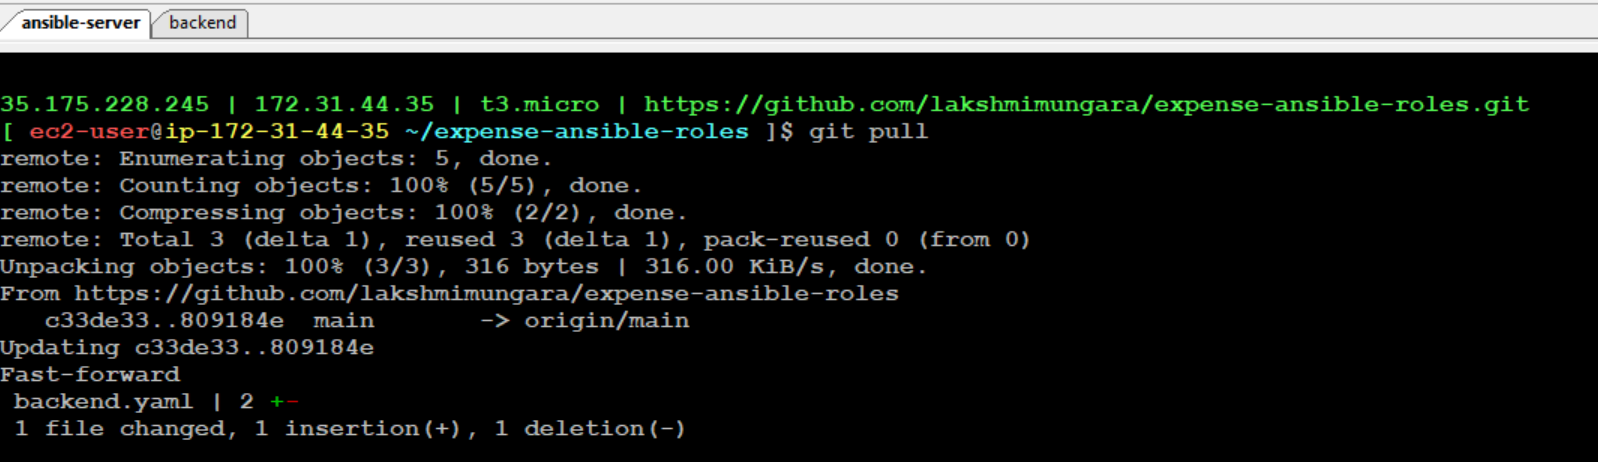 ansible-server backend
35.175.228.245 | 172.31.44.35 | t3.micro | https://github.com/lakshmimungara/expense-ansible-roles.git
[ ec2-user@ip-172-31-44-35 ~/expense-ansible-roles ]$ git pull
remote: Enumerating objects: 5, done.
remote: Counting objects: 100% (5/5), done.
remote: Compressing objects: 100% (2/2), done.
remote: Total 3 (delta 1), reused 3 (delta 1), pack-reused 0 (from 0)
Unpacking objects: 100% (3/3), 316 bytes | 316.00 KiB/s, done.
From https://github.com/lakshmimungara/expense-ansible-roles
   c33de33..809184e  main       -> origin/main
Updating c33de33..809184e
Fast-forward
 backend.yaml | 2 +-
 1 file changed, 1 insertion(+), 1 deletion(-)